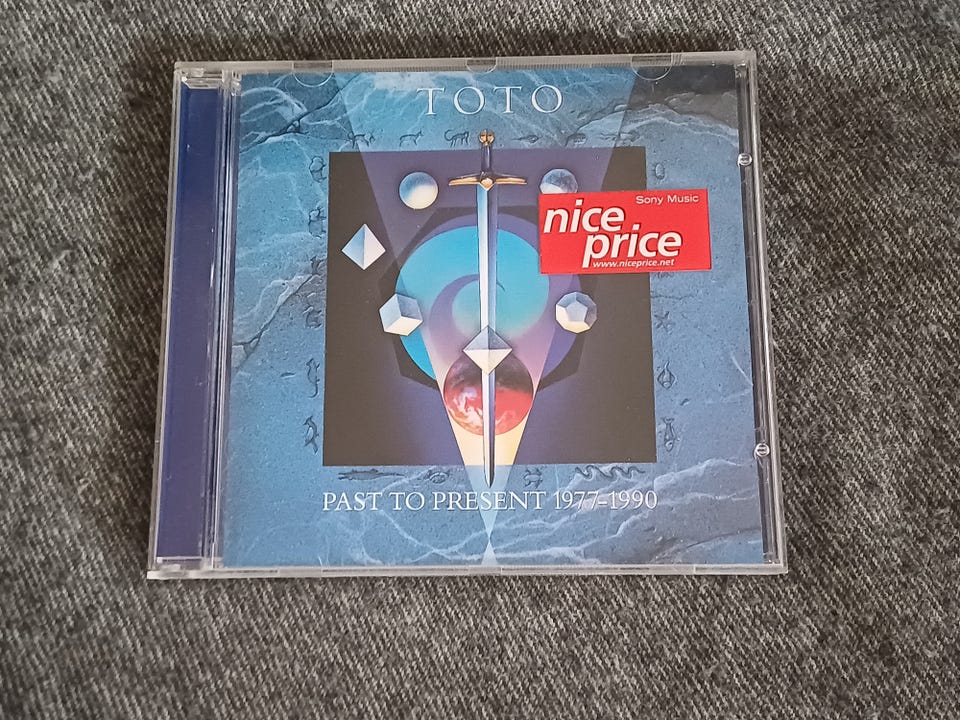 TOTO
Sony Music
nice
price
www.niceprice.net
PAST TO PRESENT 1977-1990